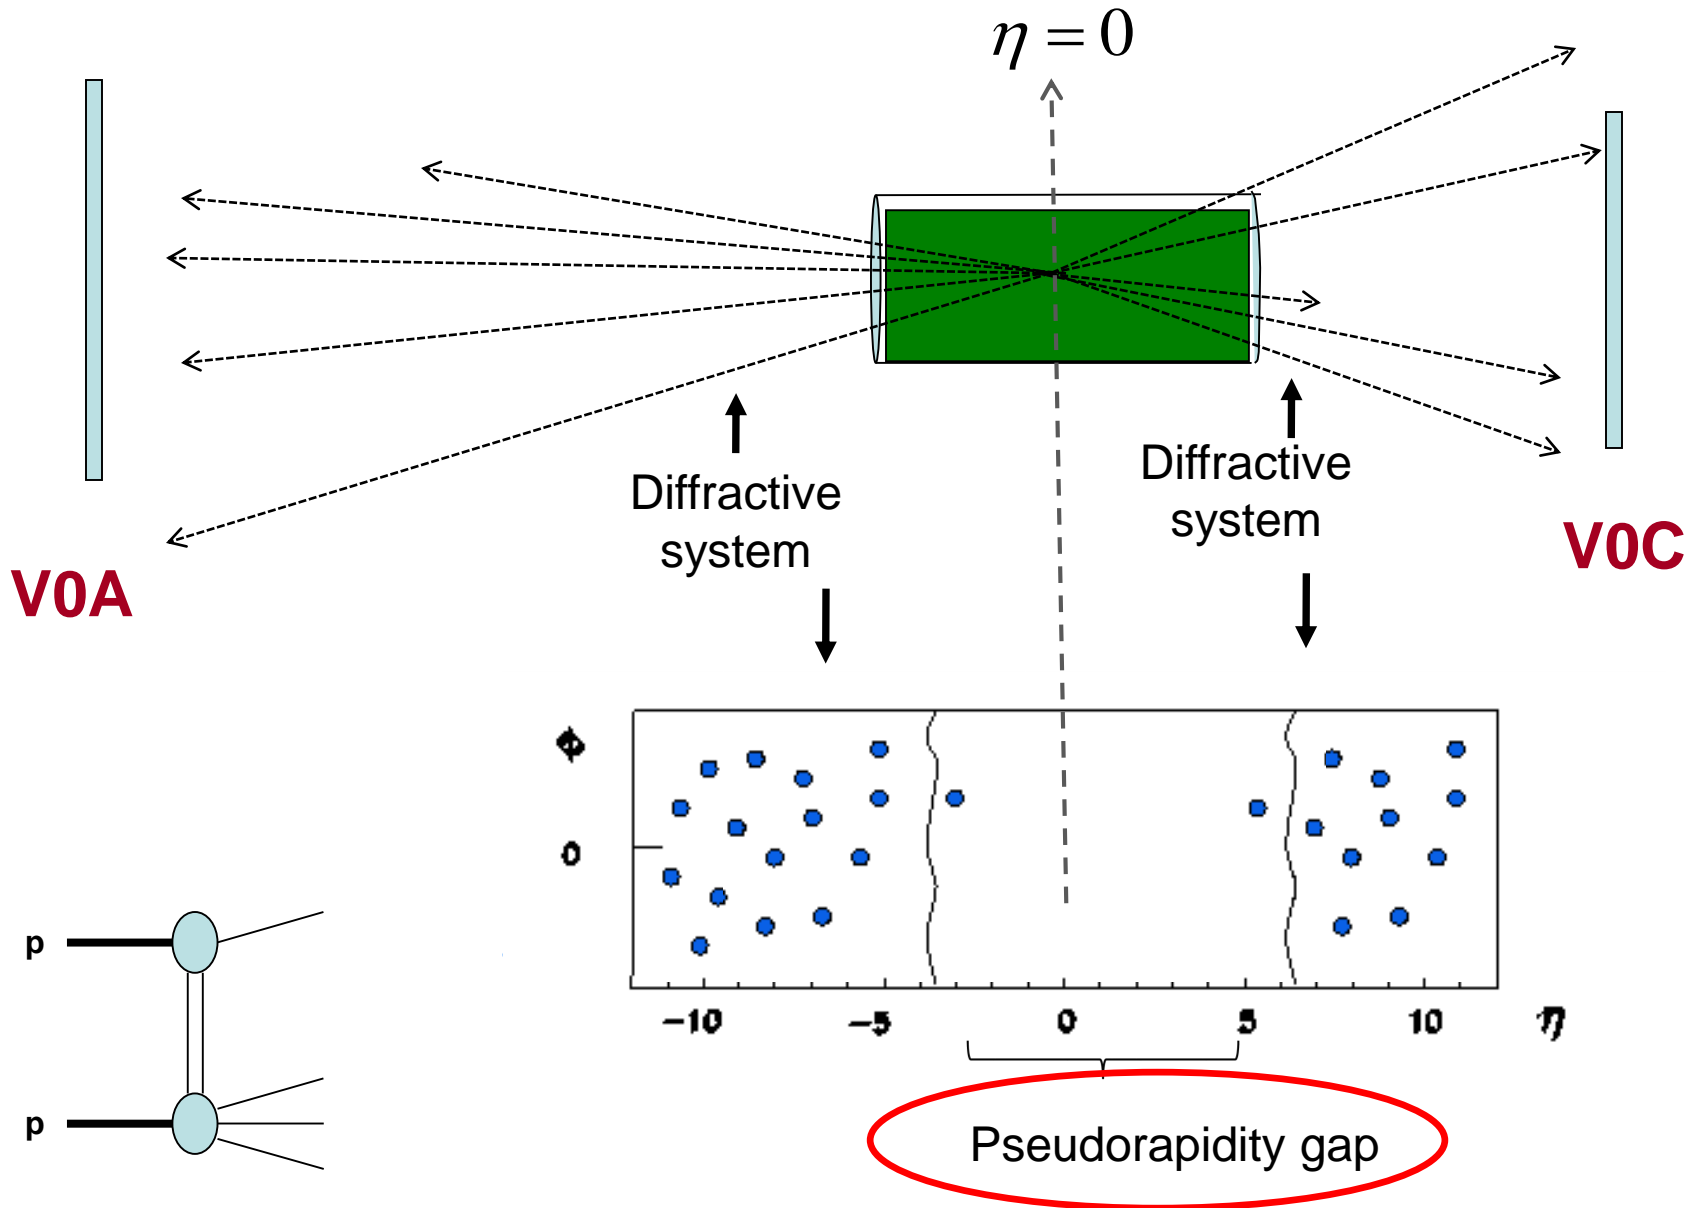 η = 0
Diffractive
system
Diffractive
system
V0A
V0C
Φ
0
p
p
−10 −5 0 5 10 η
Pseudorapidity gap